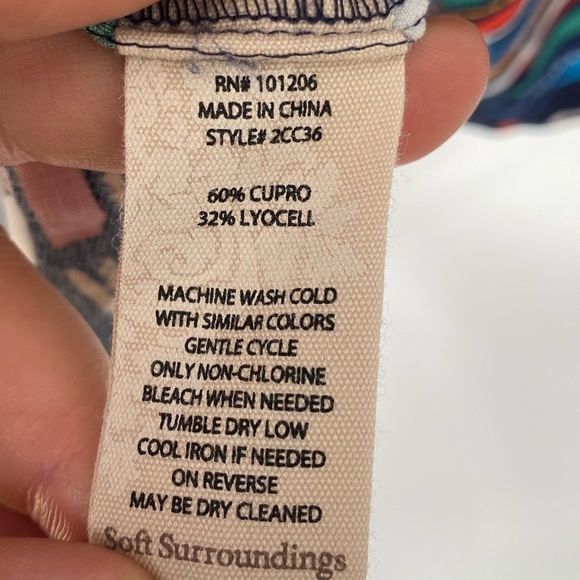 RN# 101206
MADE IN CHINA
STYLE# 2CC36
60% CUPRO
32% LYOCELL
MACHINE WASH COLD
WITH SIMILAR COLORS
GENTLE CYCLE
ONLY NON-CHLORINE
BLEACH WHEN NEEDED
TUMBLE DRY LOW
COOL IRON IF NEEDED
ON REVERSE
MAY BE DRY CLEANED
Soft Surroundings